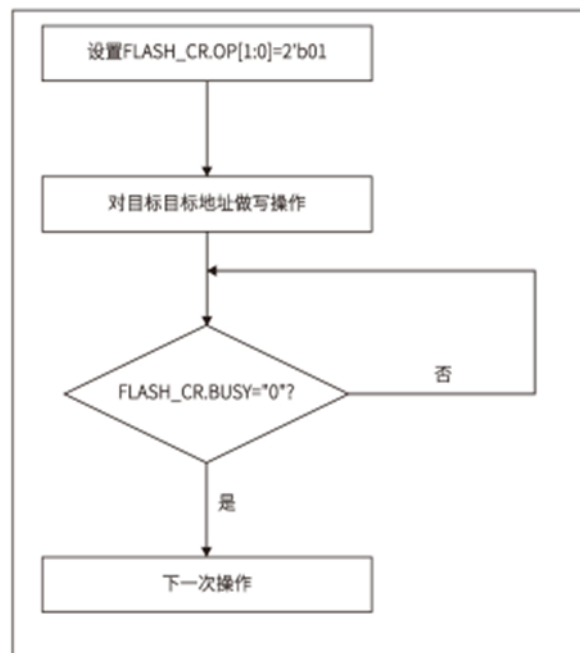 设置FLASH_CR.OP[1:0]=2'b01
对目标目标地址做写操作
FLASH_CR.BUSY="0"?
否
是
下一次操作